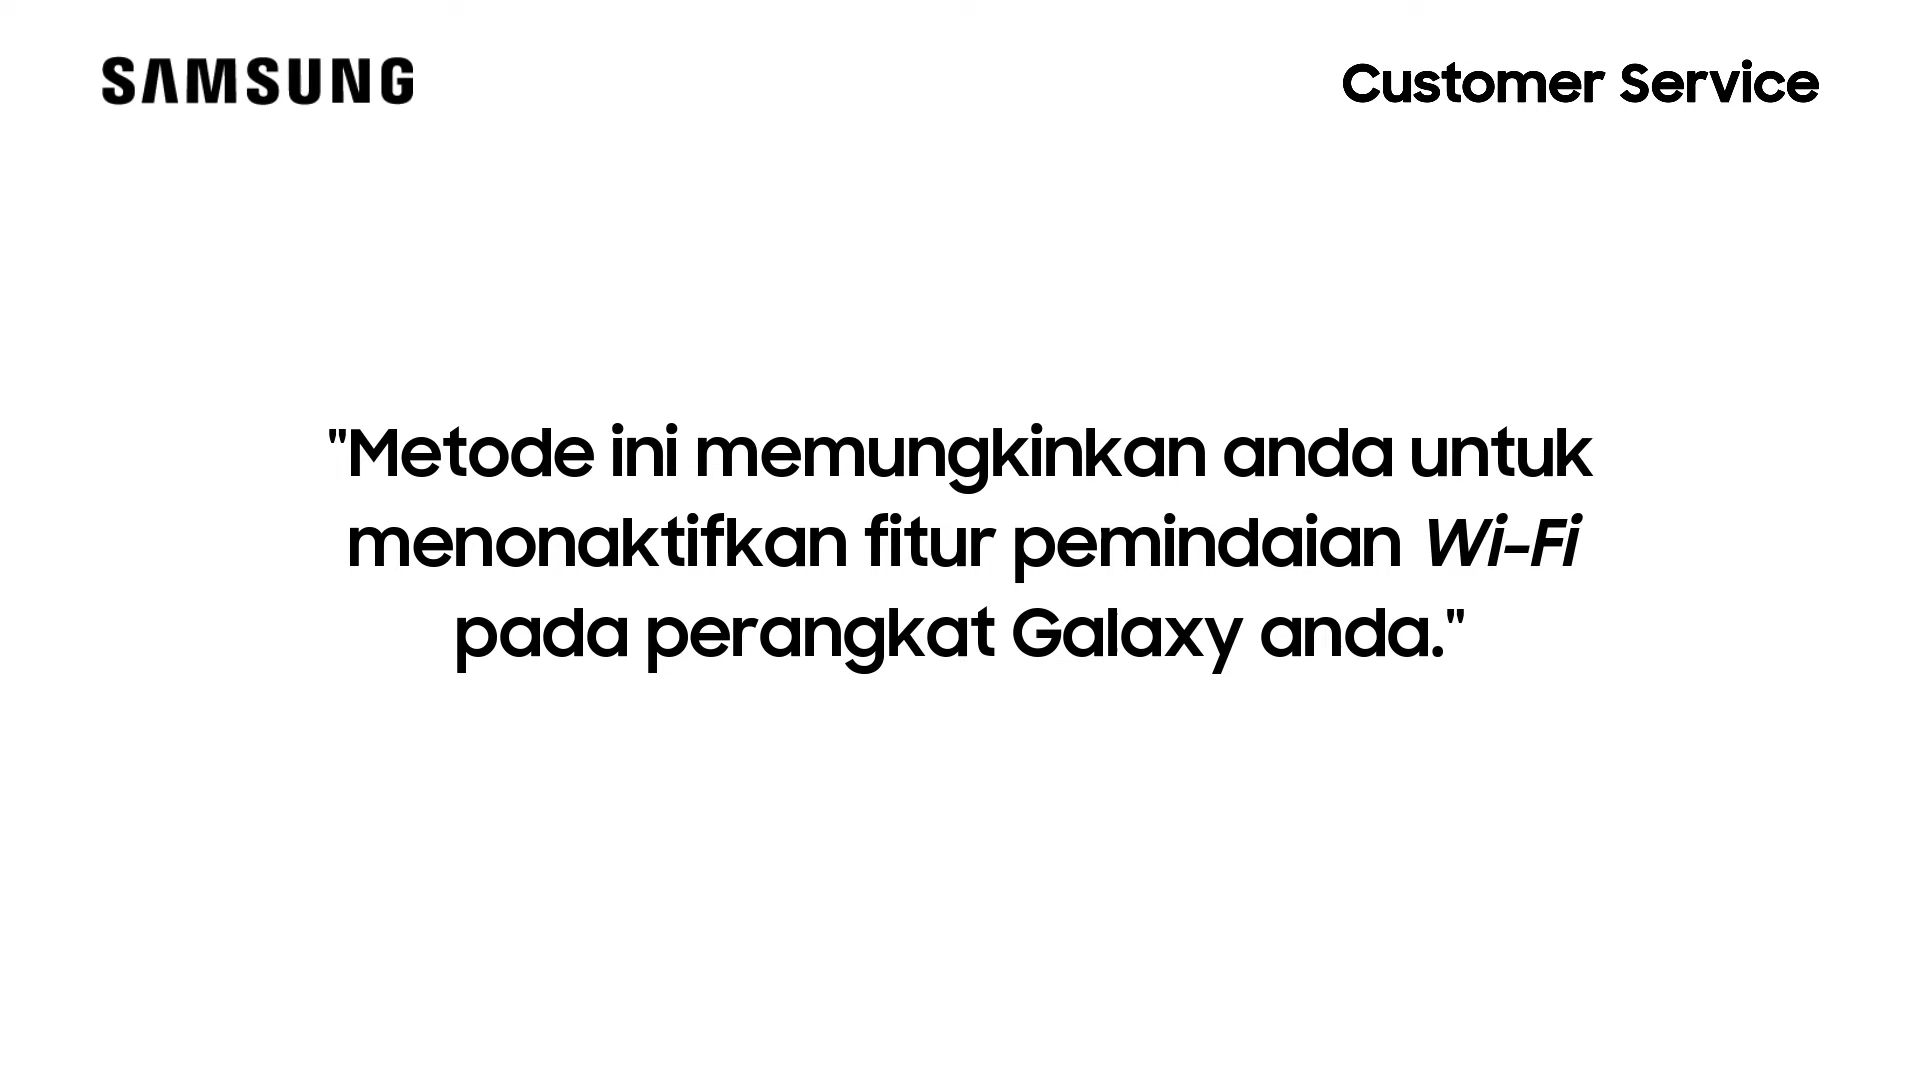 SAMSUNG
Customer Service
"Metode ini memungkinkan anda untuk
menonaktifkan fitur pemindaian Wi-Fi
pada perangkat Galaxy anda."